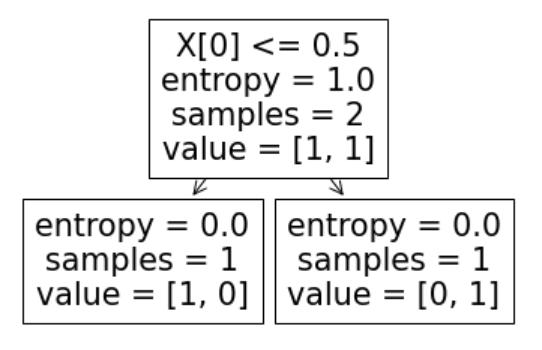 X[0] <= 0.5
entropy = 1.0
samples = 2
value = [1, 1]
entropy = 0.0
samples = 1
value = [1, 0]
entropy = 0.0
samples = 1
value = [0, 1]